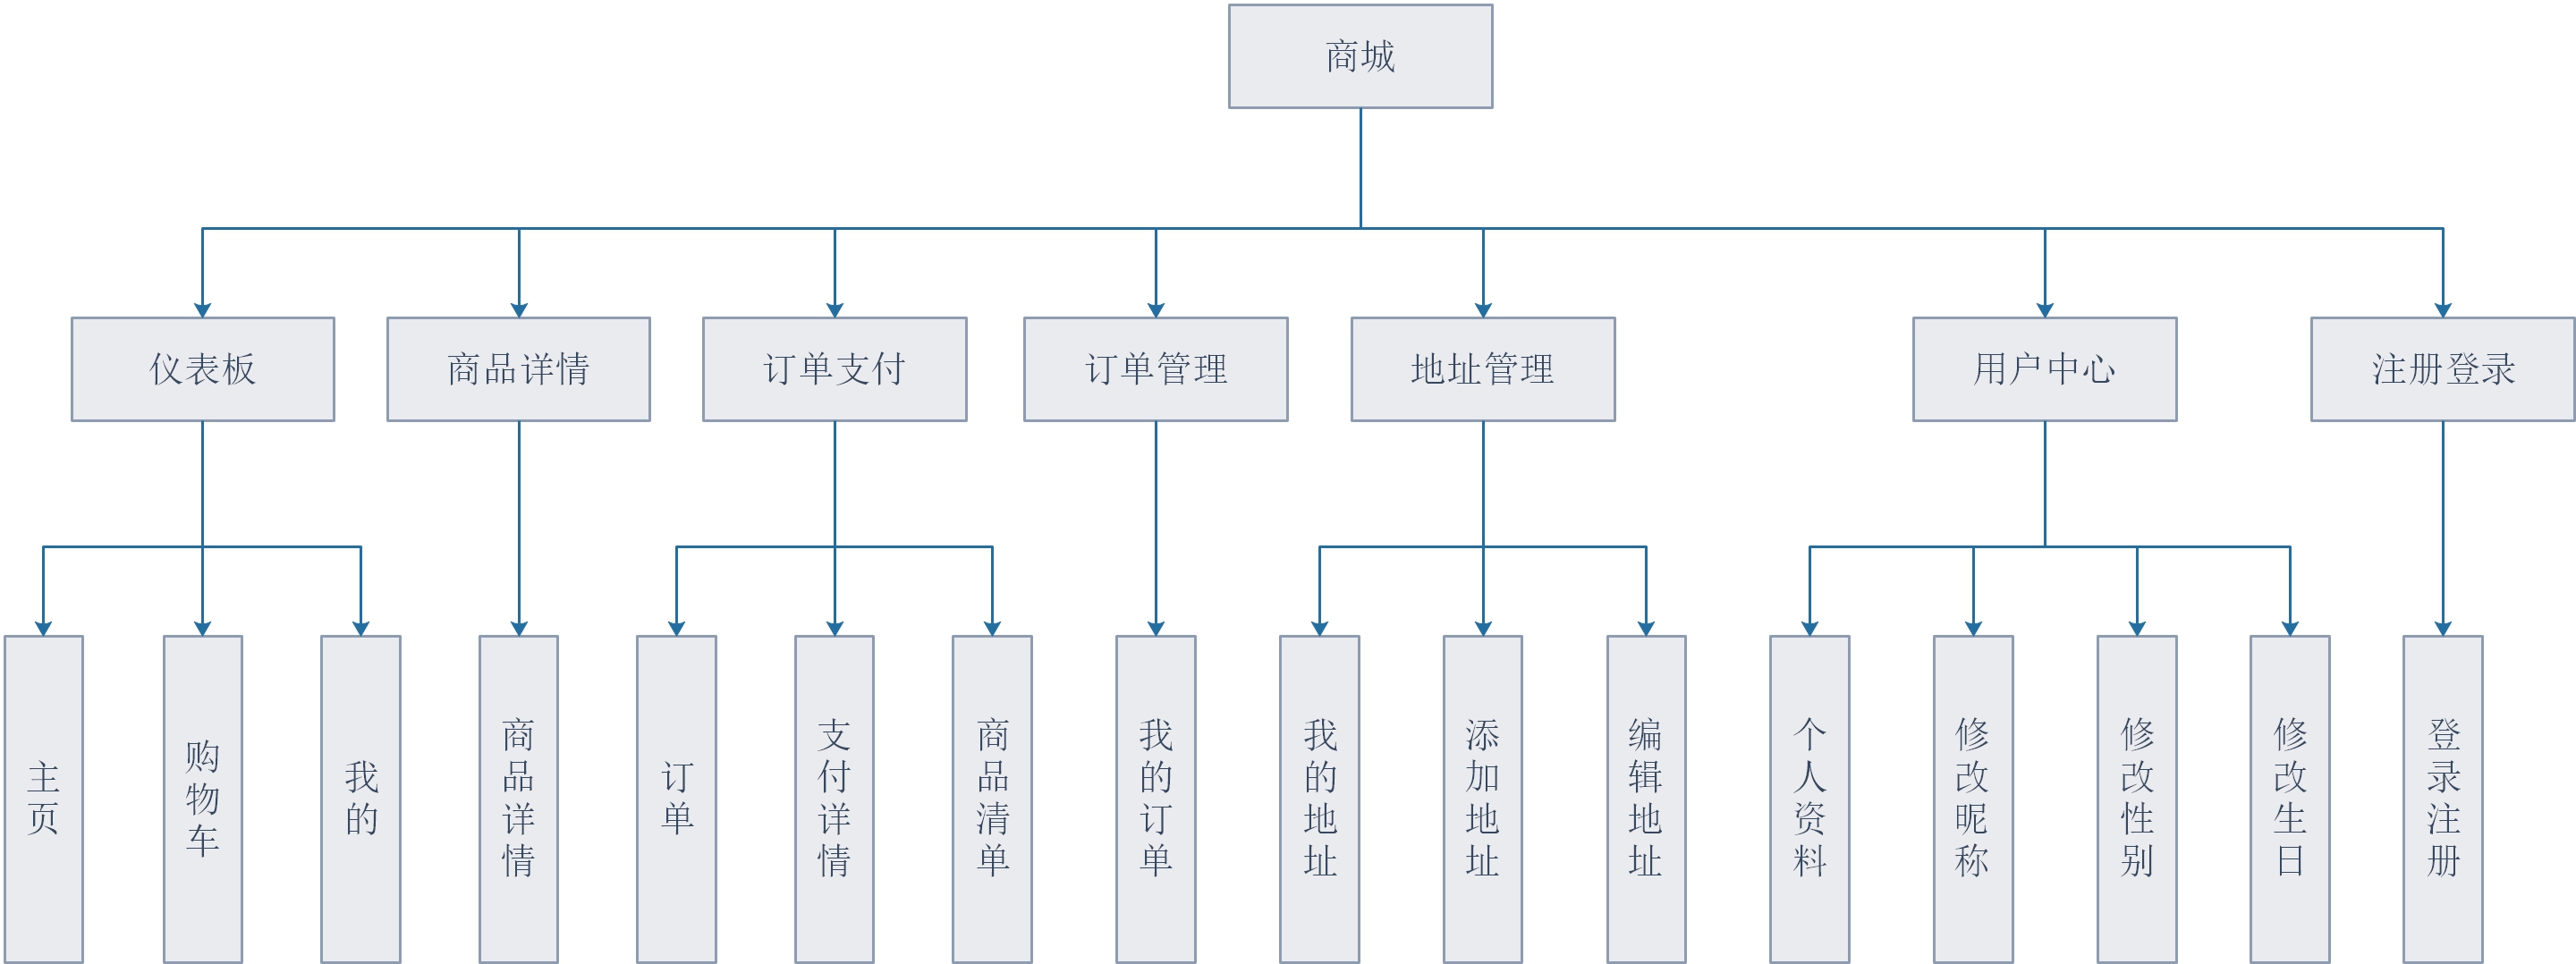 商城
仪表板
商品详情
订单支付
订单管理
地址管理
用户中心
注册登录
主页
购物车
我的
商品详情
订单
支付详情
商品清单
我的订单
我的地址
添加地址
编辑地址
个人资料
修改昵称
修改性别
修改生日
登录注册